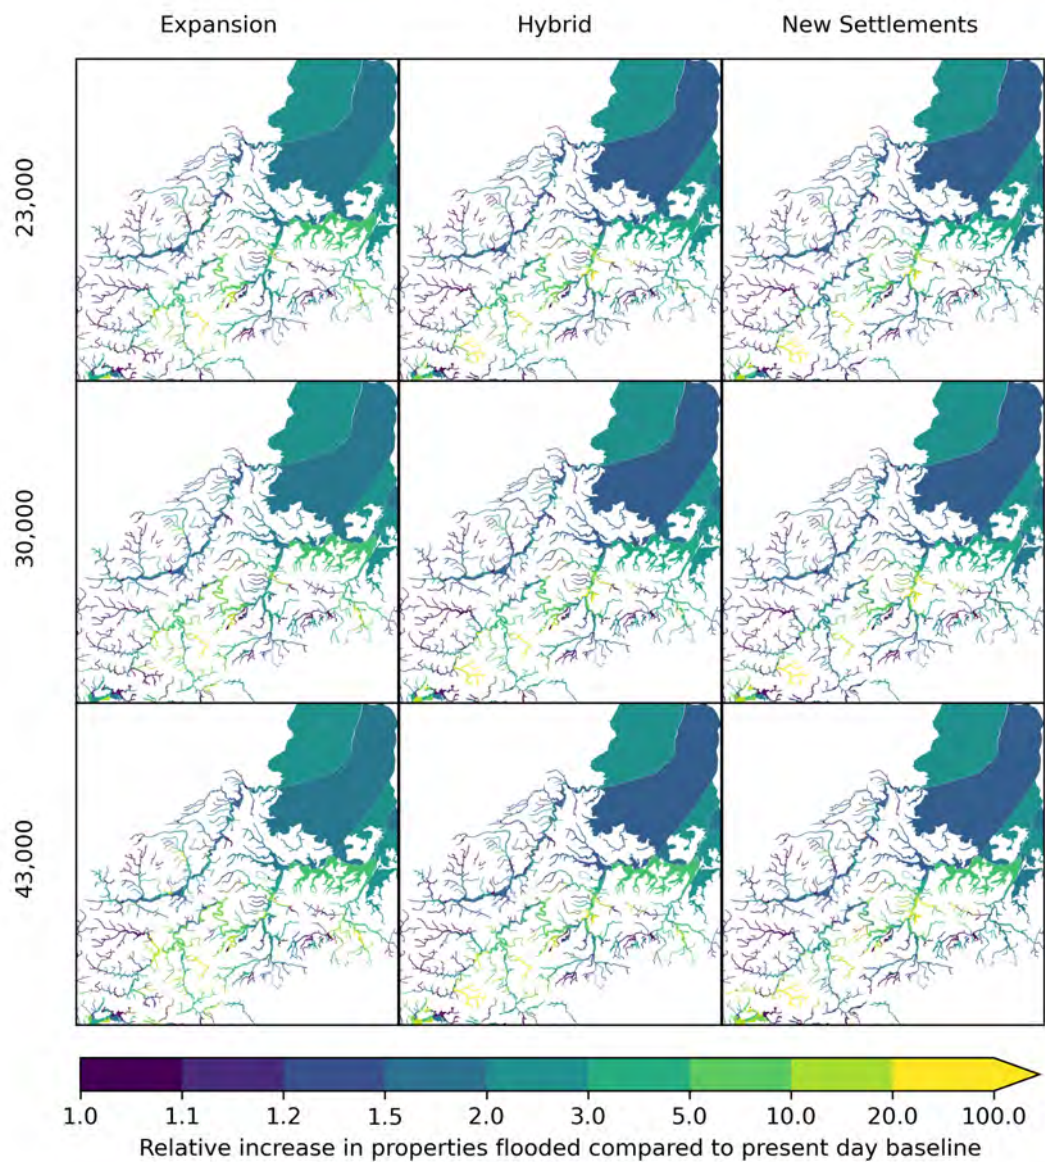 Expansion Hybrid New Settlements
23,000
30,000
43,000
1.0 1.1 1.2 1.5 2.0 3.0 5.0 10.0 20.0 100.0
Relative increase in properties flooded compared to present day baseline